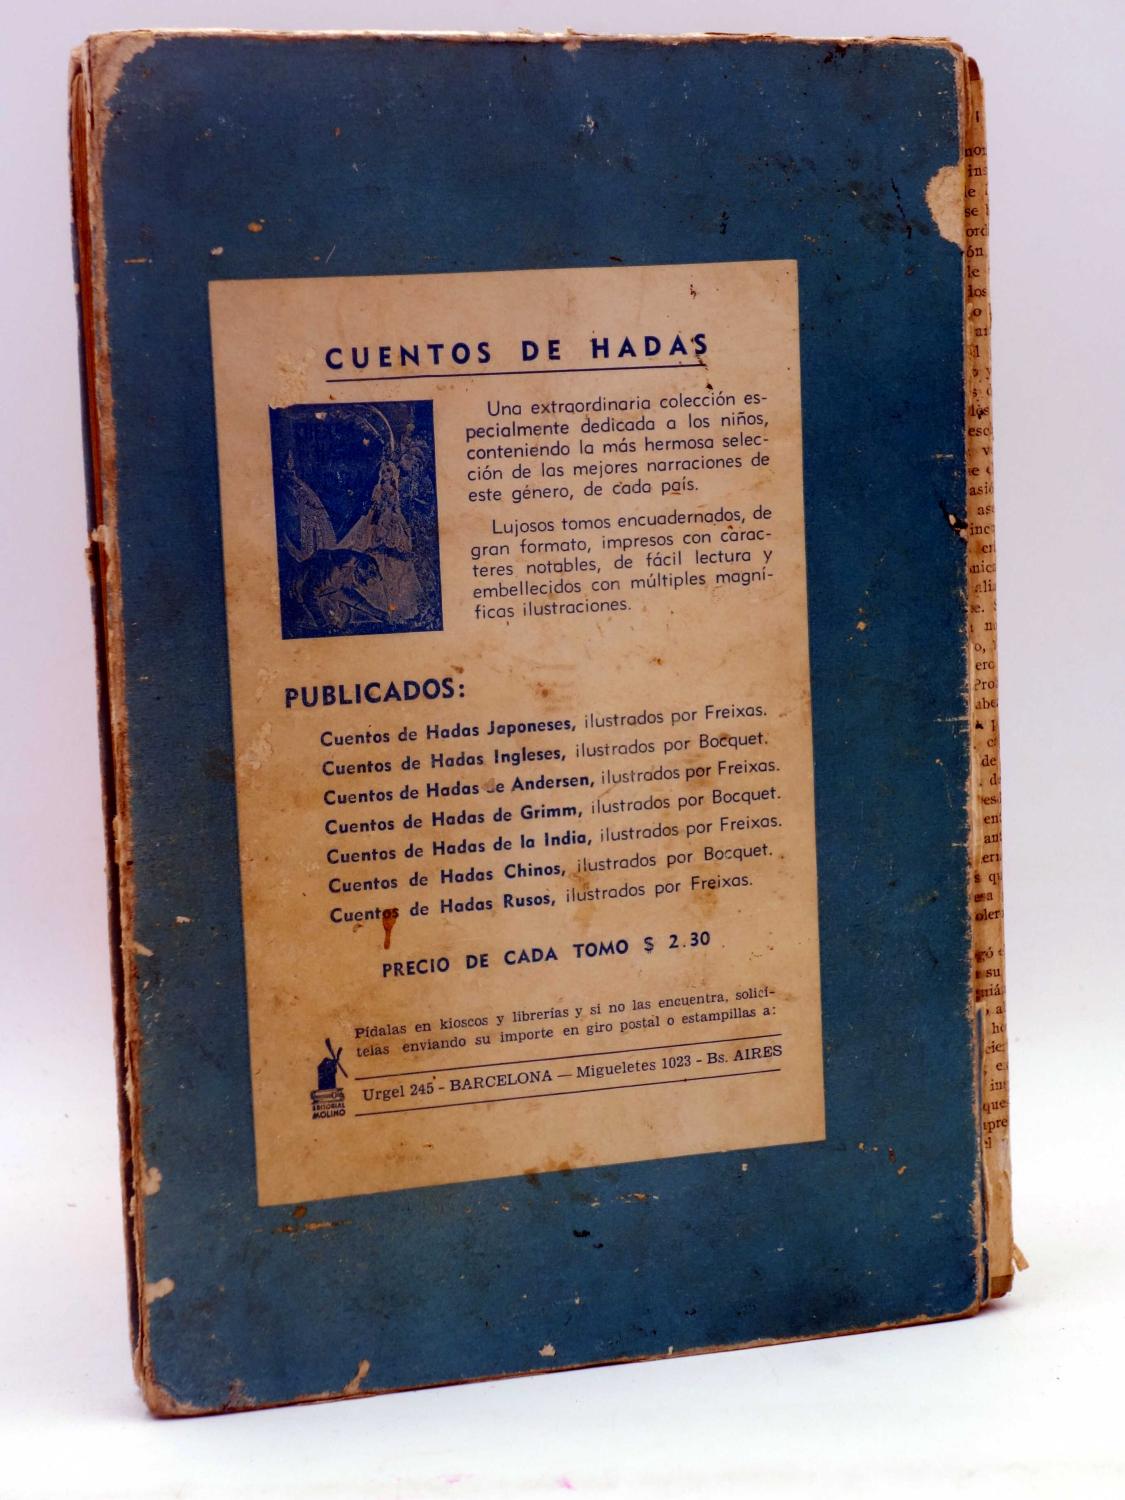 CUENTOS DE HADAS
Una extraordinaria colección es-
pecialmente dedicada a los niños,
conteniendo la más hermosa selec-
ción de las mejores narraciones de
este género, de cada país.
Lujosos tomos encuadernados, de
gran formato, impresos con carac-
teres notables, de fácil lectura y
embellecidos con múltiples magní-
ficas ilustraciones.
PUBLICADOS:
Cuentos de Hadas Japoneses, ilustrados por Freixas.
Cuentos de Hadas Ingleses, ilustrados por Bocquet.
Cuentos de Hadas de Andersen, ilustrados por Freixas.
Cuentos de Hadas de Grimm, ilustrados por Bocquet.
Cuentos de Hadas de la India, ilustrados por Freixas.
Cuentos de Hadas Chinos, ilustrados por Bocquet.
Cuentos de Hadas Rusos, ilustrados por Freixas.
PRECIO DE CADA TOMO $ 2.30
Pídalas en kioscos y librerías y si no las encuentra, solicí-
telas enviando su importe en giro postal o estampillas a:
Urgel 245 - BARCELONA — Migueletes 1023 - Bs. AIRES
EDITORIAL
MOLINO